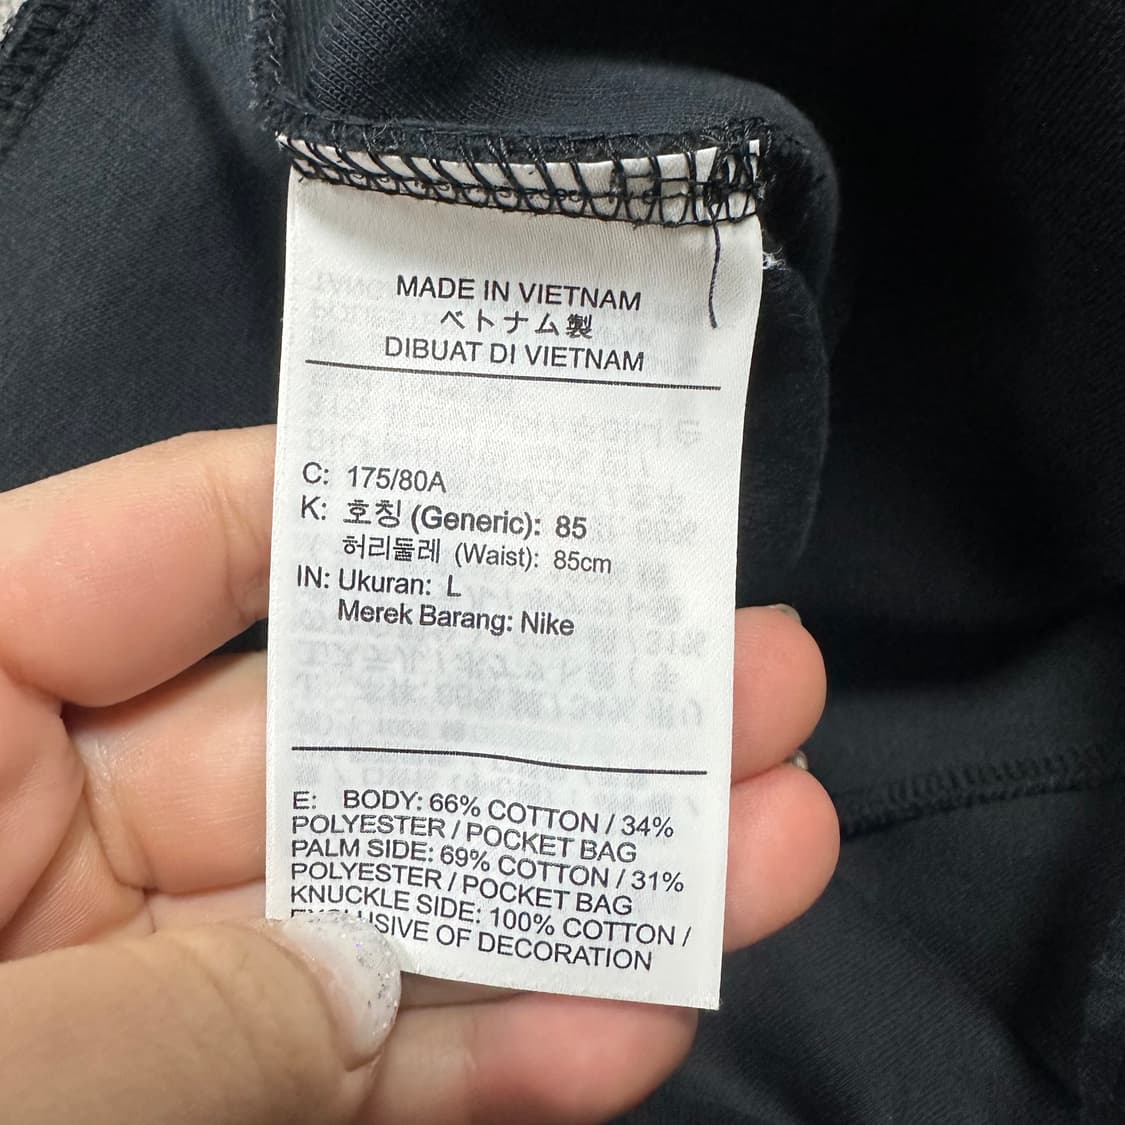 MADE IN VIETNAM
ベトナム製
DIBUAT DI VIETNAM
C: 175/80A
K: 호칭 (Generic): 85
허리둘레 (Waist): 85cm
IN: Ukuran: L
Merek Barang: Nike
E: BODY: 66% COTTON / 34%
POLYESTER / POCKET BAG
PALM SIDE: 69% COTTON / 31%
POLYESTER / POCKET BAG
KNUCKLE SIDE: 100% COTTON /
OF DECORATION